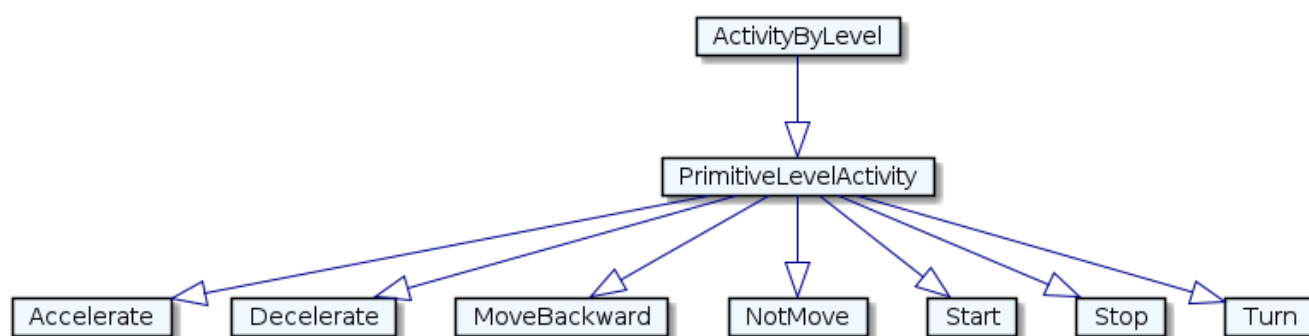 ActivityByLevel
PrimitiveLevelActivity
Accelerate Decelerate MoveBackward NotMove Start Stop Turn